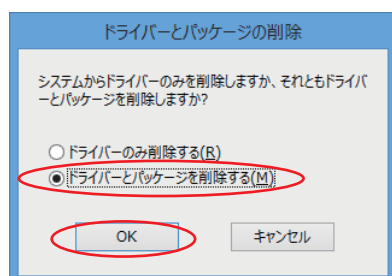 ドライバーとパッケージの削除
システムからドライバーのみを削除しますか、それともドライバ
ーとパッケージを削除しますか?
ドライバーのみ削除する(R)
ドライバーとパッケージを削除する(M)
OK キャンセル